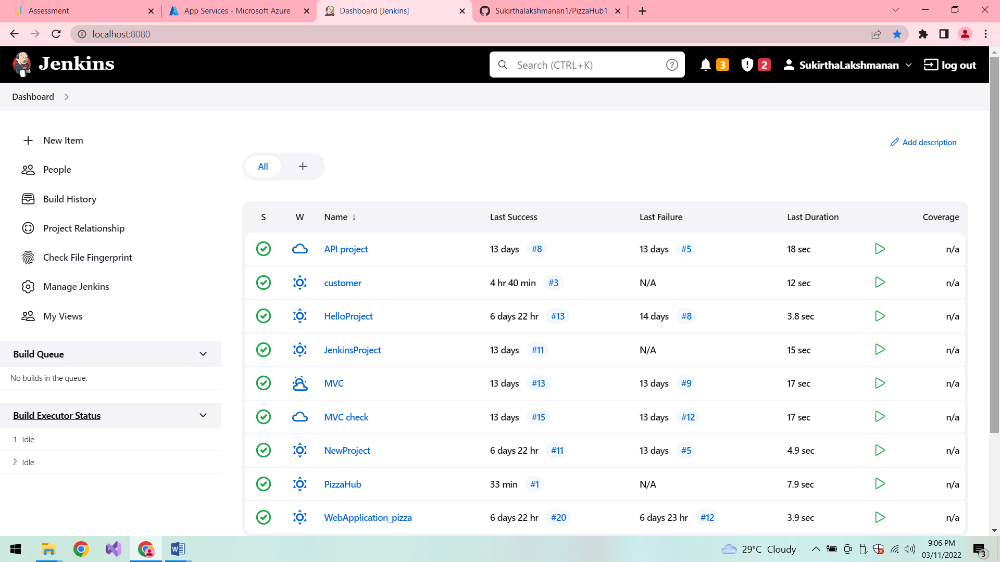 Assessment
App Services - Microsoft Azure
Dashboard [Jenkins]
Sukirthalakshmanan1/PizzaHub1
localhost:8080
Jenkins
Search (CTRL+K)
3
2
SukirthaLakshmanan
log out
Dashboard
New Item
People
Build History
Project Relationship
Check File Fingerprint
Manage Jenkins
My Views
Build Queue
No builds in the queue.
Build Executor Status
1 Idle
2 Idle
Add description
All
S W Name ↓ Last Success Last Failure Last Duration Coverage
API project 13 days #8 13 days #5 18 sec n/a
customer 4 hr 40 min #3 N/A 12 sec n/a
HelloProject 6 days 22 hr #13 14 days #8 3.8 sec n/a
JenkinsProject 13 days #11 N/A 15 sec n/a
MVC 13 days #13 13 days #9 17 sec n/a
MVC check 13 days #15 13 days #12 17 sec n/a
NewProject 6 days 22 hr #11 13 days #5 4.9 sec n/a
PizzaHub 33 min #1 N/A 7.9 sec n/a
WebApplication_pizza 6 days 22 hr #20 6 days 23 hr #12 3.9 sec n/a
29°C Cloudy
9:06 PM
03/11/2022
3